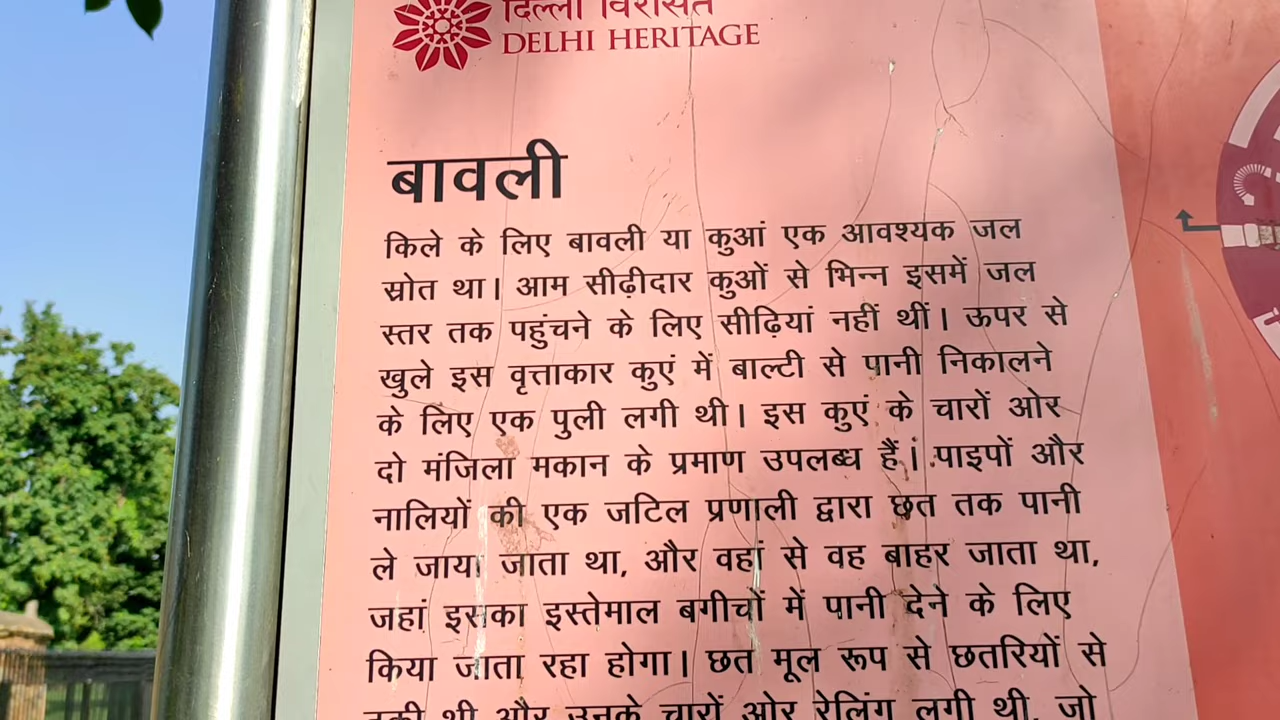 दिल्ली विरासत
DELHI HERITAGE
बावली
किले के लिए बावली या कुआं एक आवश्यक जल
स्रोत था। आम सीढ़ीदार कुओं से भिन्न इसमें जल
स्तर तक पहुंचने के लिए सीढ़ियां नहीं थीं। ऊपर से
खुले इस वृत्ताकार कुएं में बाल्टी से पानी निकालने
के लिए एक पुली लगी थी। इस कुएं के चारों ओर
दो मंजिला मकान के प्रमाण उपलब्ध हैं। पाइपों और
नालियों की एक जटिल प्रणाली द्वारा छत तक पानी
ले जाया जाता था, और वहां से वह बाहर जाता था,
जहां इसका इस्तेमाल बगीचों में पानी देने के लिए
किया जाता रहा होगा। छत मूल रूप से छतरियों से
ढकी थी और उनके चारों ओर रेलिंग लगी थी, जो